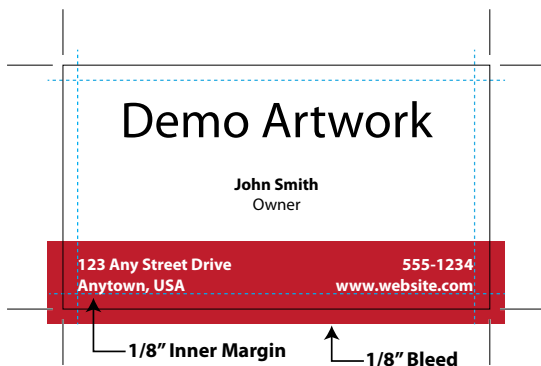 Demo Artwork
John Smith
Owner
123 Any Street Drive
555-1234
Anytown, USA
www.website.com
1/8" Inner Margin
1/8" Bleed